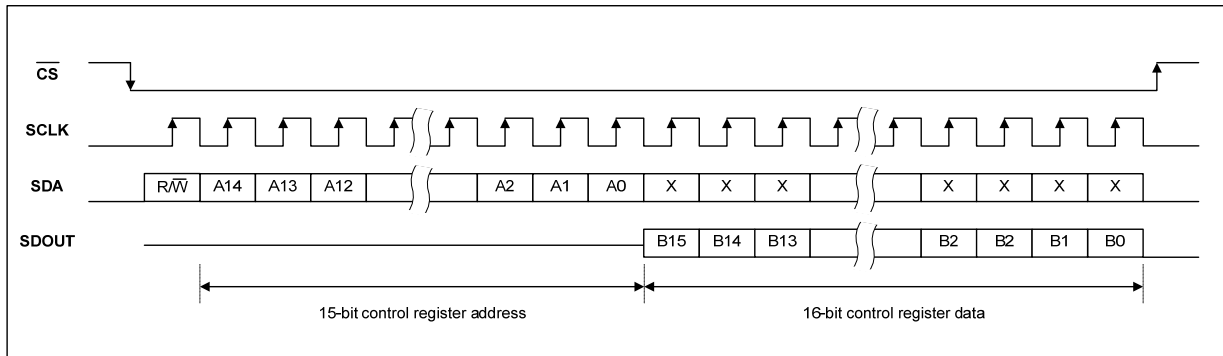 CS
SCLK
SDA R/W A14 A13 A12 A2 A1 A0 X X X X X X X
SDOUT B15 B14 B13 B2 B2 B1 B0
15-bit control register address 16-bit control register data